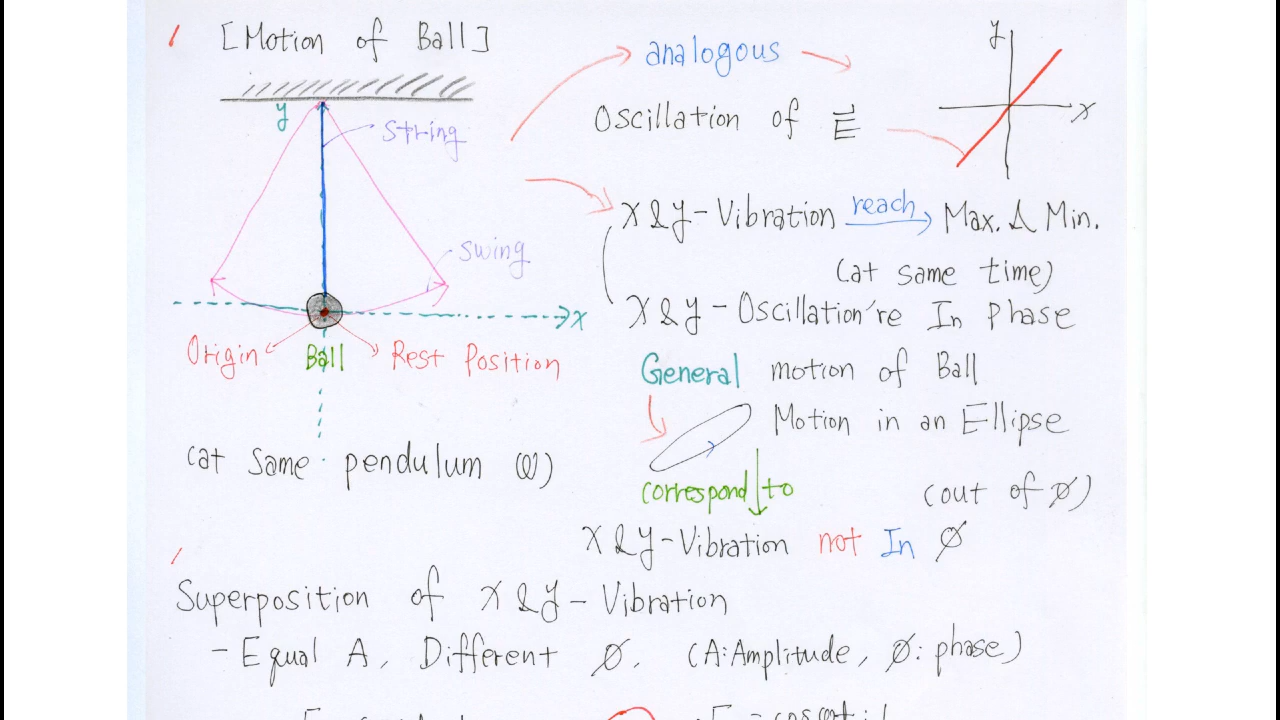 [Motion of Ball]
y
string
swing
x
Origin
Ball
Rest Position
(at same pendulum ω)
analogous
Oscillation of E⃗
y
x
X & Y - Vibration reach Max. & Min.
(at same time)
X & Y - Oscillation're In phase
General motion of Ball
Motion in an Ellipse
correspond to
(out of ∅)
X & Y - Vibration not In ∅
Superposition of X & Y - Vibration
- Equal A, Different ∅. (A: Amplitude, ∅: phase)